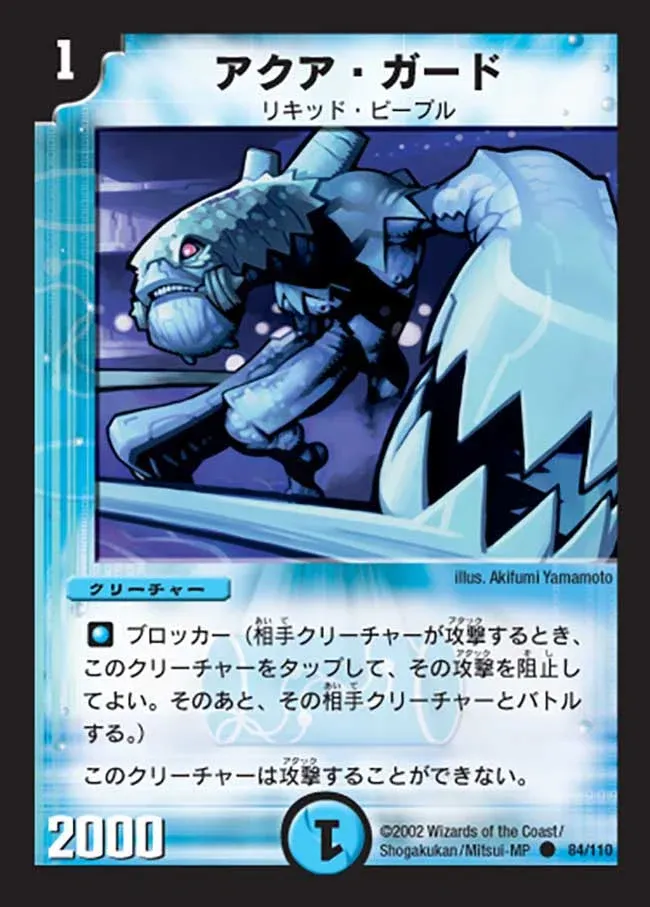 1
アクア・ガード
リキッド・ピープル
illus. Akifumi Yamamoto
クリーチャー
ブロッカー（相手クリーチャーが攻撃するとき、
このクリーチャーをタップして、その攻撃を阻止し
てよい。そのあと、その相手クリーチャーとバトル
する。）
このクリーチャーは攻撃することができない。
2000
1
©2002 Wizards of the Coast/
Shogakukan/Mitsui-MP
84/110